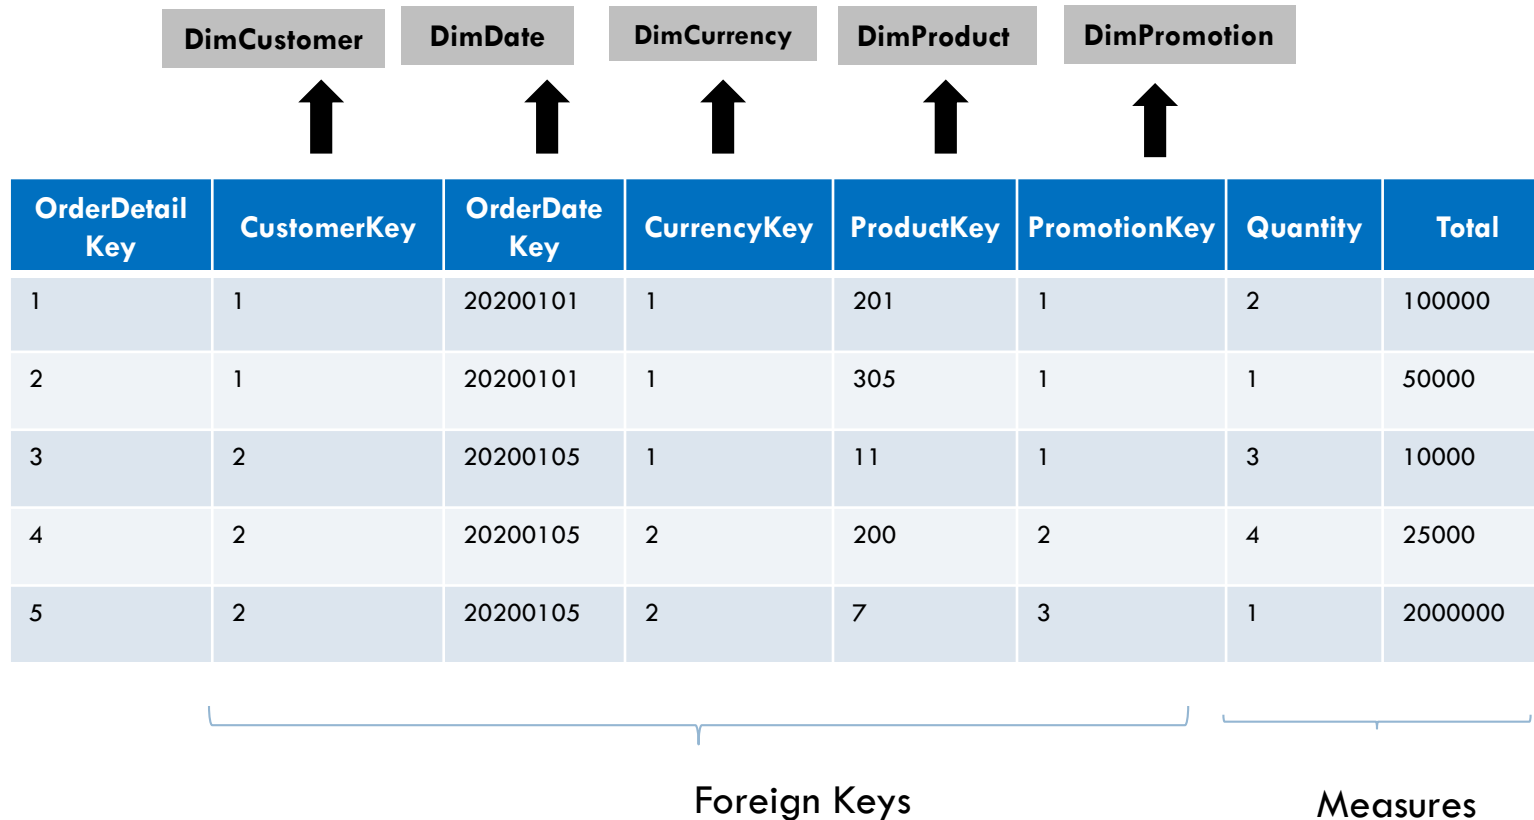 DimCustomer DimDate DimCurrency DimProduct DimPromotion
OrderDetail Key CustomerKey OrderDate Key CurrencyKey ProductKey PromotionKey Quantity Total
1 1 20200101 1 201 1 2 100000
2 1 20200101 1 305 1 1 50000
3 2 20200105 1 11 1 3 10000
4 2 20200105 2 200 2 4 25000
5 2 20200105 2 7 3 1 2000000
Foreign Keys Measures